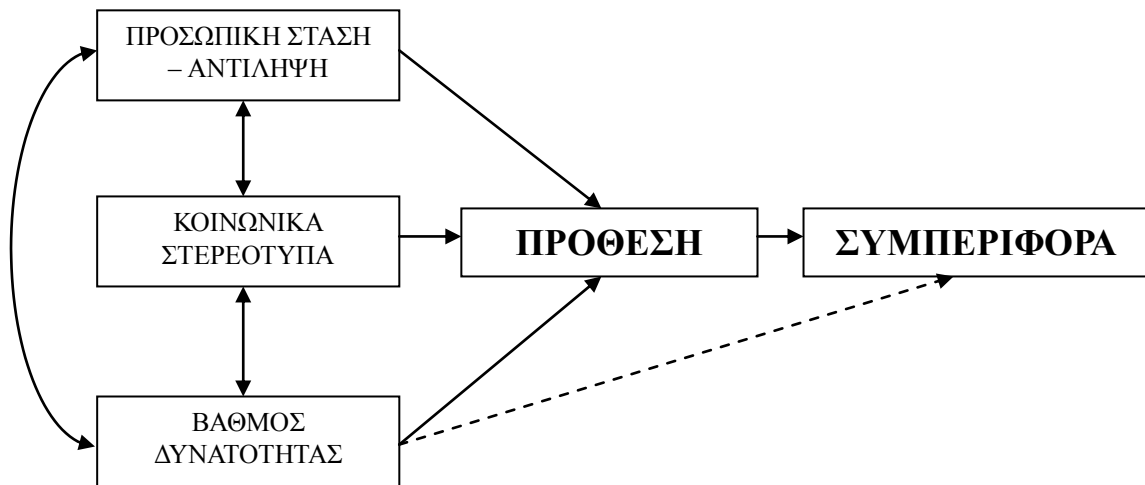 ΠΡΟΣΩΠΙΚΗ ΣΤΑΣΗ
– ΑΝΤΙΛΗΨΗ
ΚΟΙΝΩΝΙΚΑ
ΣΤΕΡΕΟΤΥΠΑ
ΠΡΟΘΕΣΗ
ΣΥΜΠΕΡΙΦΟΡΑ
ΒΑΘΜΟΣ
ΔΥΝΑΤΟΤΗΤΑΣ